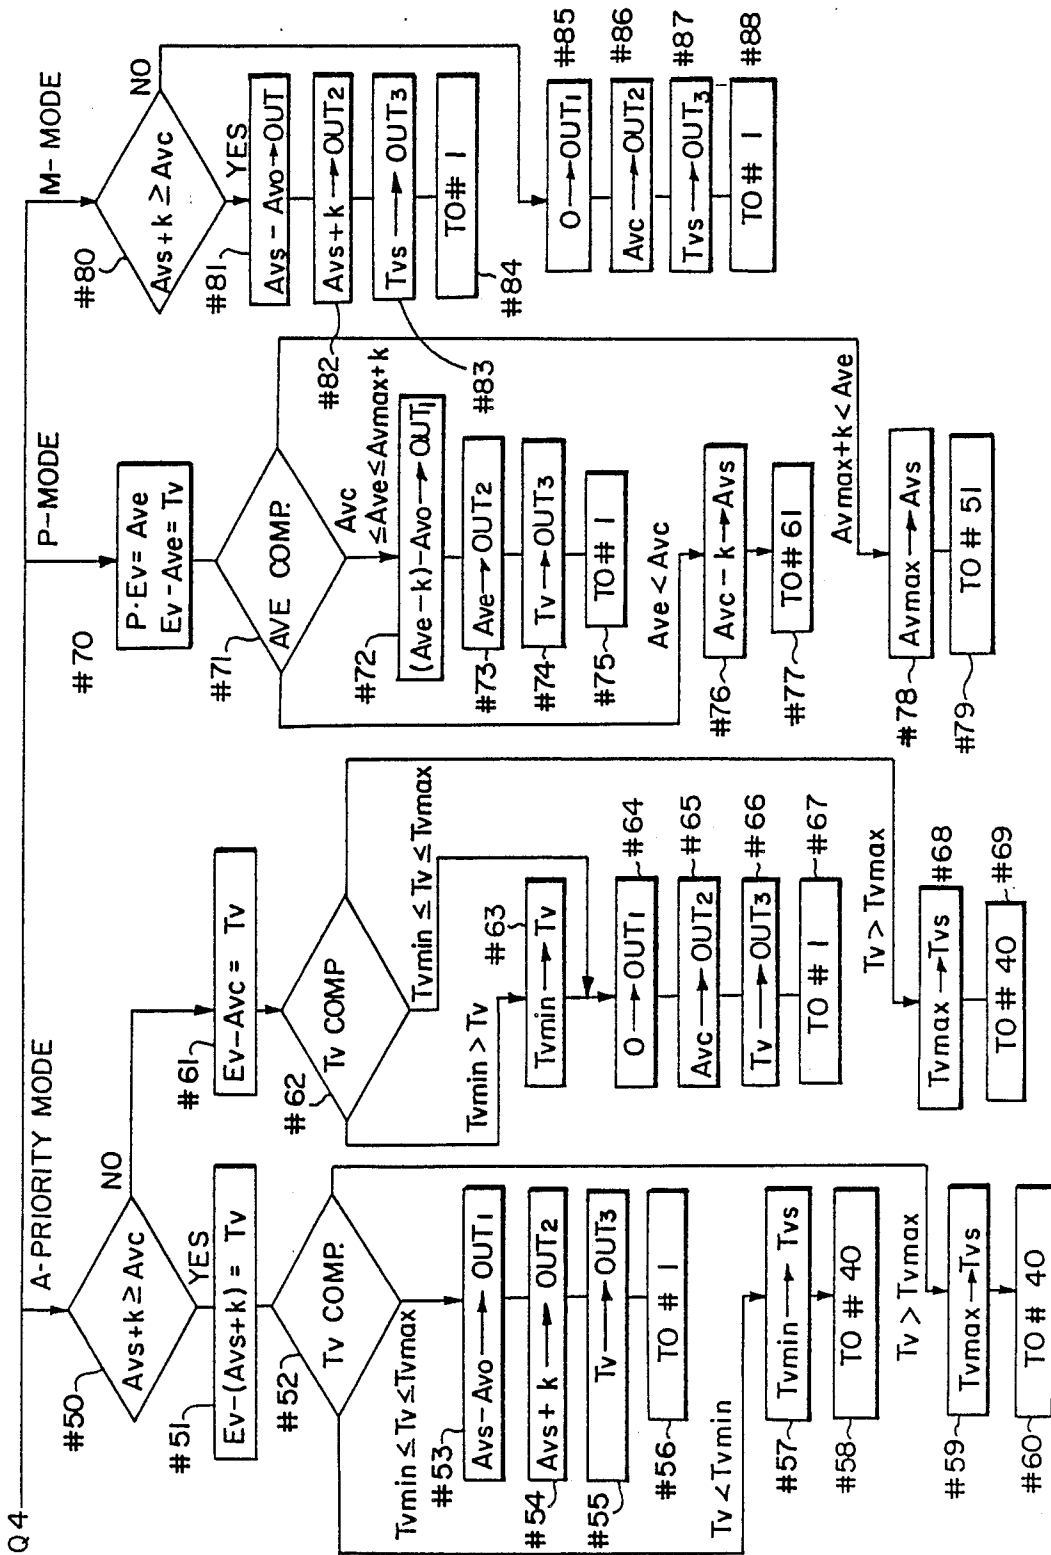 Q4
A-PRIORITY MODE
#50
Avs+k ≥ Avc
NO
YES
#51
Ev-(Avs+k) = Tv
#52
Tv COMP.
Tvmin ≤ Tv ≤ Tvmax
#53
Avs-Avo → OUT1
#54
Avs+k → OUT2
#55
Tv → OUT3
#56
TO # 1
Tv < Tvmin
#57
Tvmin → Tvs
#58
TO # 40
Tv > Tvmax
#59
Tvmax → Tvs
#60
TO # 40
#61
Ev-Avc = Tv
#62
Tv COMP
Tvmin > Tv
Tvmin ≤ Tv ≤ Tvmax
#63
Tvmin → Tv
#64
O → OUT1
#65
Avc → OUT2
#66
Tv → OUT3
#67
TO # 1
Tv > Tvmax
#68
Tvmax → Tvs
#69
TO # 40
P-MODE
#70
P·Ev = Ave
Ev-Ave = Tv
#71
AVE COMP.
Avc
≤Ave≤Avmax+k
#72
(Ave-k)-Avo → OUT1
#73
Ave → OUT2
#74
Tv → OUT3
#75
TO # 1
Ave < Avc
#76
Avc-k → Avs
#77
TO # 61
Avmax+k < Ave
#78
Avmax → Avs
#79
TO # 51
M-MODE
#80
Avs+k ≥ Avc
NO
YES
#81
Avs-Avo → OUT
#82
Avs+k → OUT2
#83
Tvs → OUT3
#84
TO # 1
#85
O → OUT1
#86
Avc → OUT2
#87
Tvs → OUT3
#88
TO # 1